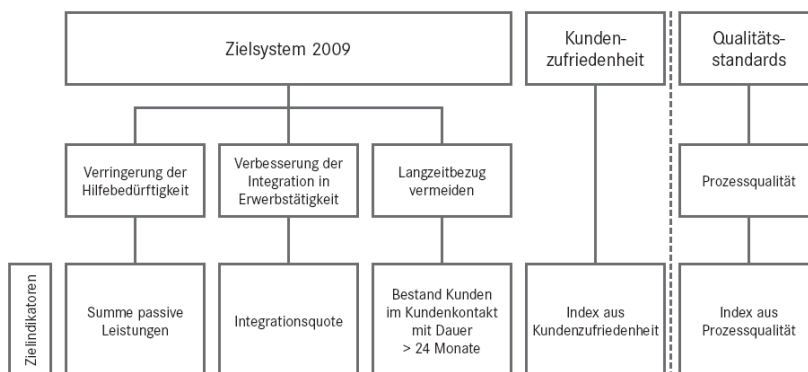 Zielsystem 2009
Kunden-
zufriedenheit
Qualitäts-
standards
Verringerung der
Hilfebedürftigkeit
Verbesserung der
Integration in
Erwerbstätigkeit
Langzeitbezug
vermeiden
Prozessqualität
Zielindikatoren
Summe passive
Leistungen
Integrationsquote
Bestand Kunden
im Kundenkontakt
mit Dauer
> 24 Monate
Index aus
Kundenzufriedenheit
Index aus
Prozessqualität